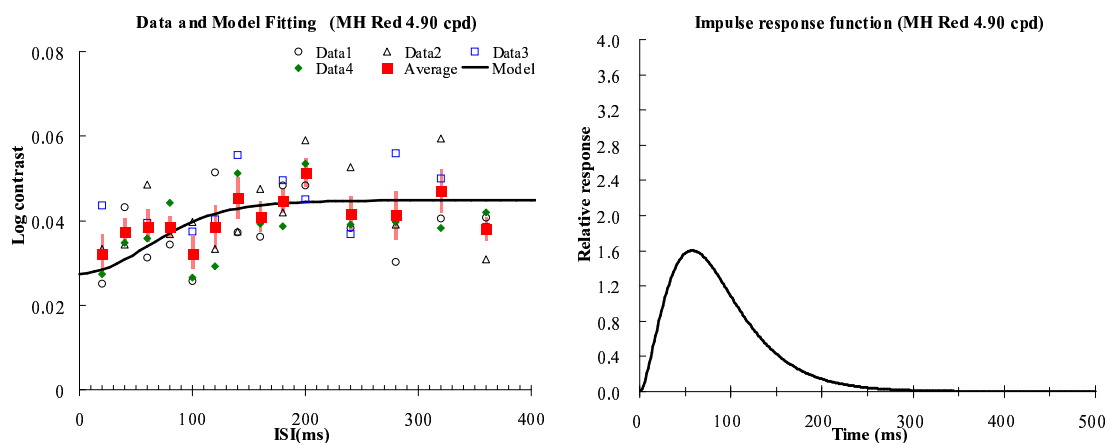 Data and Model Fitting (MH Red 4.90 cpd)
Data1 Data2 Data3
Data4 Average Model
Log contrast
0.08
0.06
0.04
0.02
0
0 100 200 300 400
ISI(ms)
Impulse response function (MH Red 4.90 cpd)
Relative response
4.0
3.6
3.2
2.8
2.4
2.0
1.6
1.2
0.8
0.4
0.0
0 100 200 300 400 500
Time (ms)